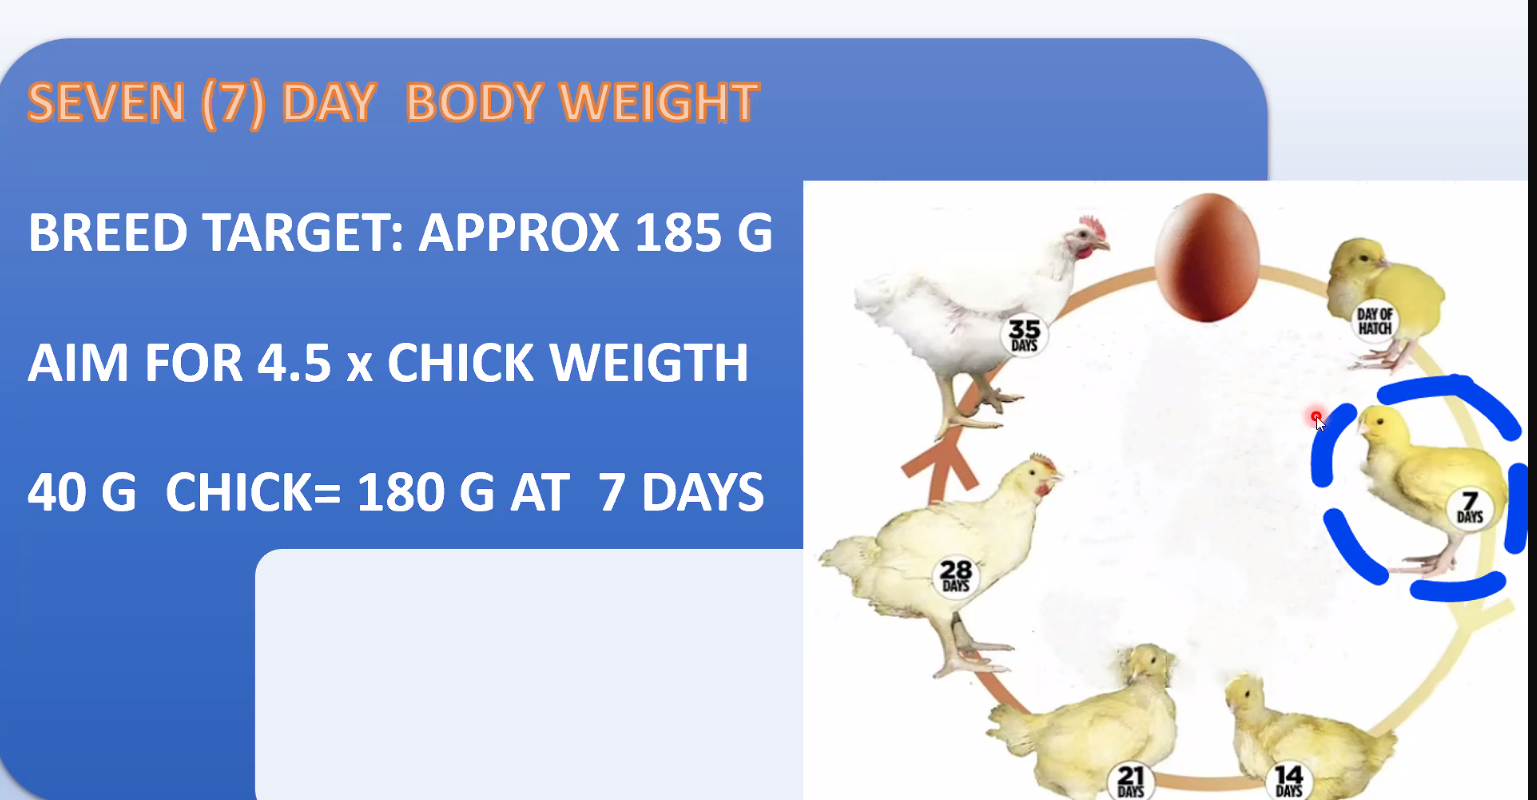 SEVEN (7) DAY BODY WEIGHT
BREED TARGET: APPROX 185 G
AIM FOR 4.5 x CHICK WEIGTH
40 G CHICK= 180 G AT 7 DAYS
DAY OF
HATCH
7
DAYS
14
DAYS
21
DAYS
28
DAYS
35
DAYS